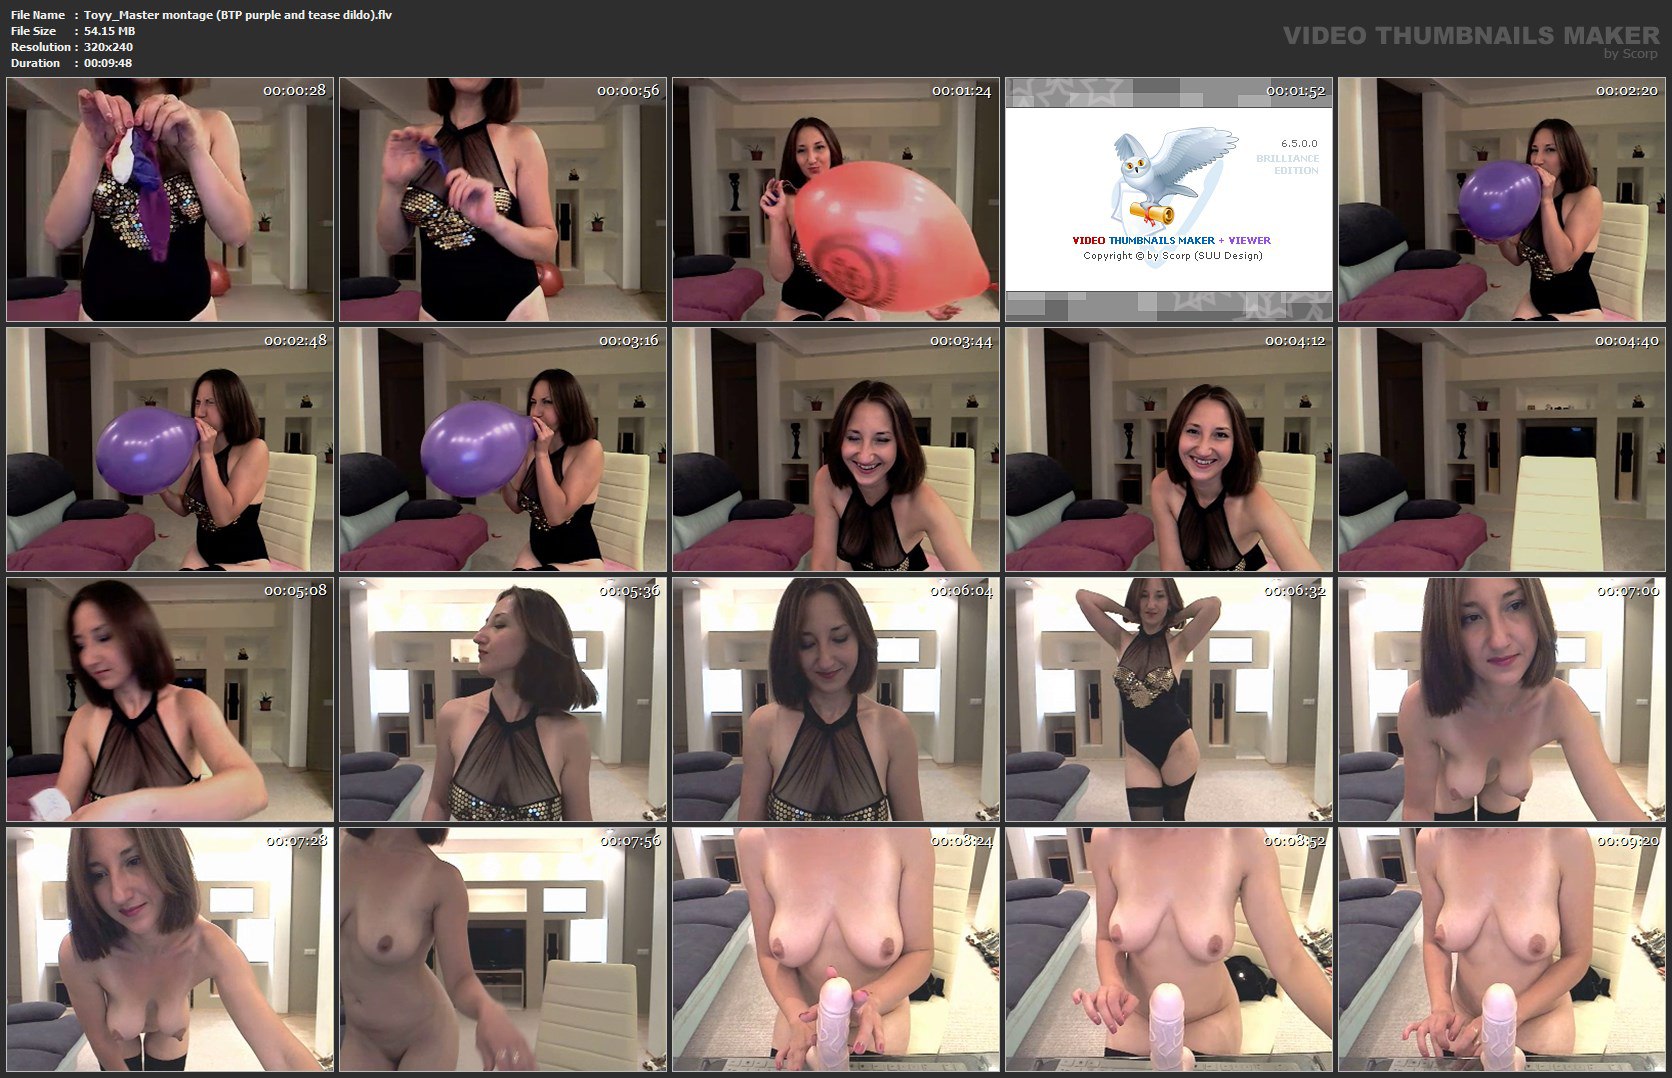 File Name : Toyy_Master montage (BTP purple and tease dildo).flv
File Size : 54.15 MB
Resolution : 320x240
Duration : 00:09:48
VIDEO THUMBNAILS MAKER
by Scorp
00:00:28
00:00:56
00:01:24
00:01:52
6.5.0.0
BRILLIANCE
EDITION
VIDEO THUMBNAILS MAKER + VIEWER
Copyright © by Scorp (SUU Design)
00:02:20
00:02:48
00:03:16
00:03:44
00:04:12
00:04:40
00:05:08
00:05:36
00:06:04
00:06:32
00:07:00
00:07:28
00:07:56
00:08:24
00:08:52
00:09:20